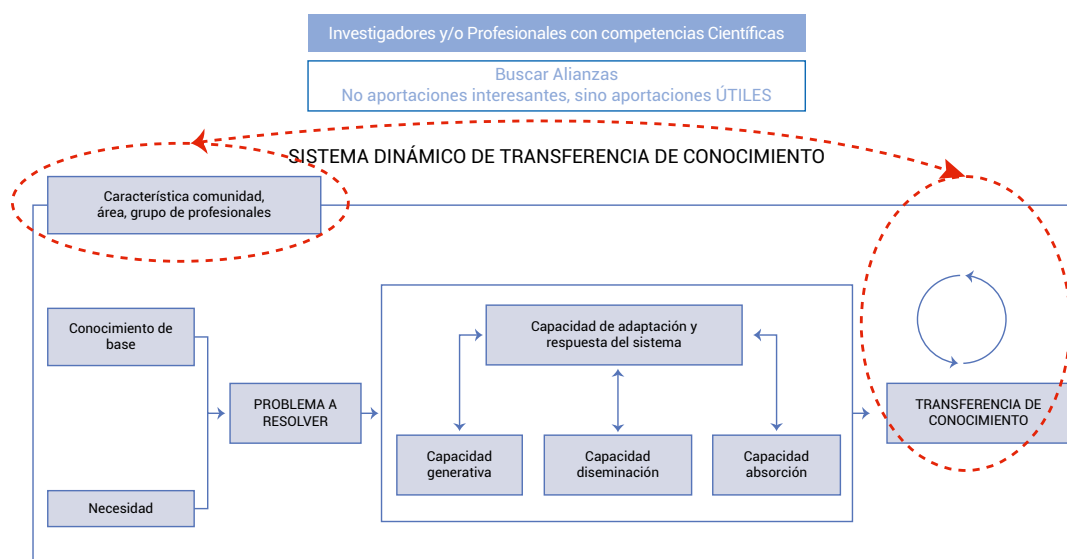 Investigadores y/o Profesionales con competencias Científicas
Buscar Alianzas
No aportaciones interesantes, sino aportaciones ÚTILES
SISTEMA DINÁMICO DE TRANSFERENCIA DE CONOCIMIENTO
Característica comunidad,
área, grupo de profesionales
Conocimiento de
base
Capacidad de adaptación y
respuesta del sistema
PROBLEMA A
RESOLVER
TRANSFERENCIA DE
CONOCIMIENTO
Capacidad
generativa
Capacidad
diseminación
Capacidad
absorción
Necesidad